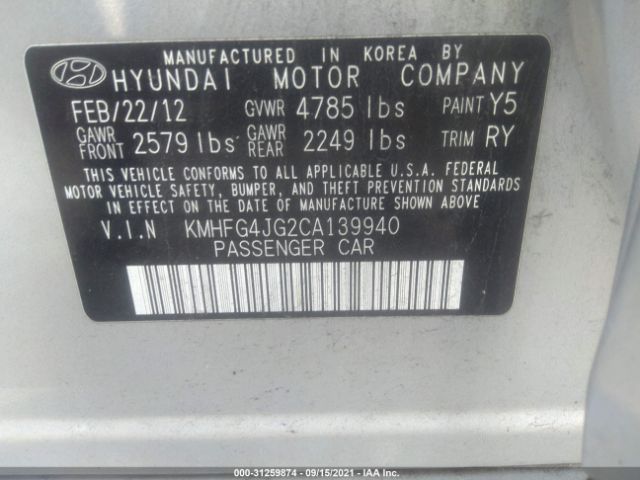 MANUFACTURED IN KOREA BY
HYUNDAI MOTOR COMPANY
FEB/22/12 GVWR 4785 lbs PAINT Y5
GAWR FRONT 2579 lbs GAWR REAR 2249 lbs TRIM RY
THIS VEHICLE CONFORMS TO ALL APPLICABLE U.S.A. FEDERAL
MOTOR VEHICLE SAFETY, BUMPER, AND THEFT PREVENTION STANDARDS
IN EFFECT ON THE DATE OF MANUFACTURE SHOWN ABOVE
V.I.N KMHFG4JG2CA139940
PASSENGER CAR
000-31259874 - 09/15/2021 - IAA Inc.